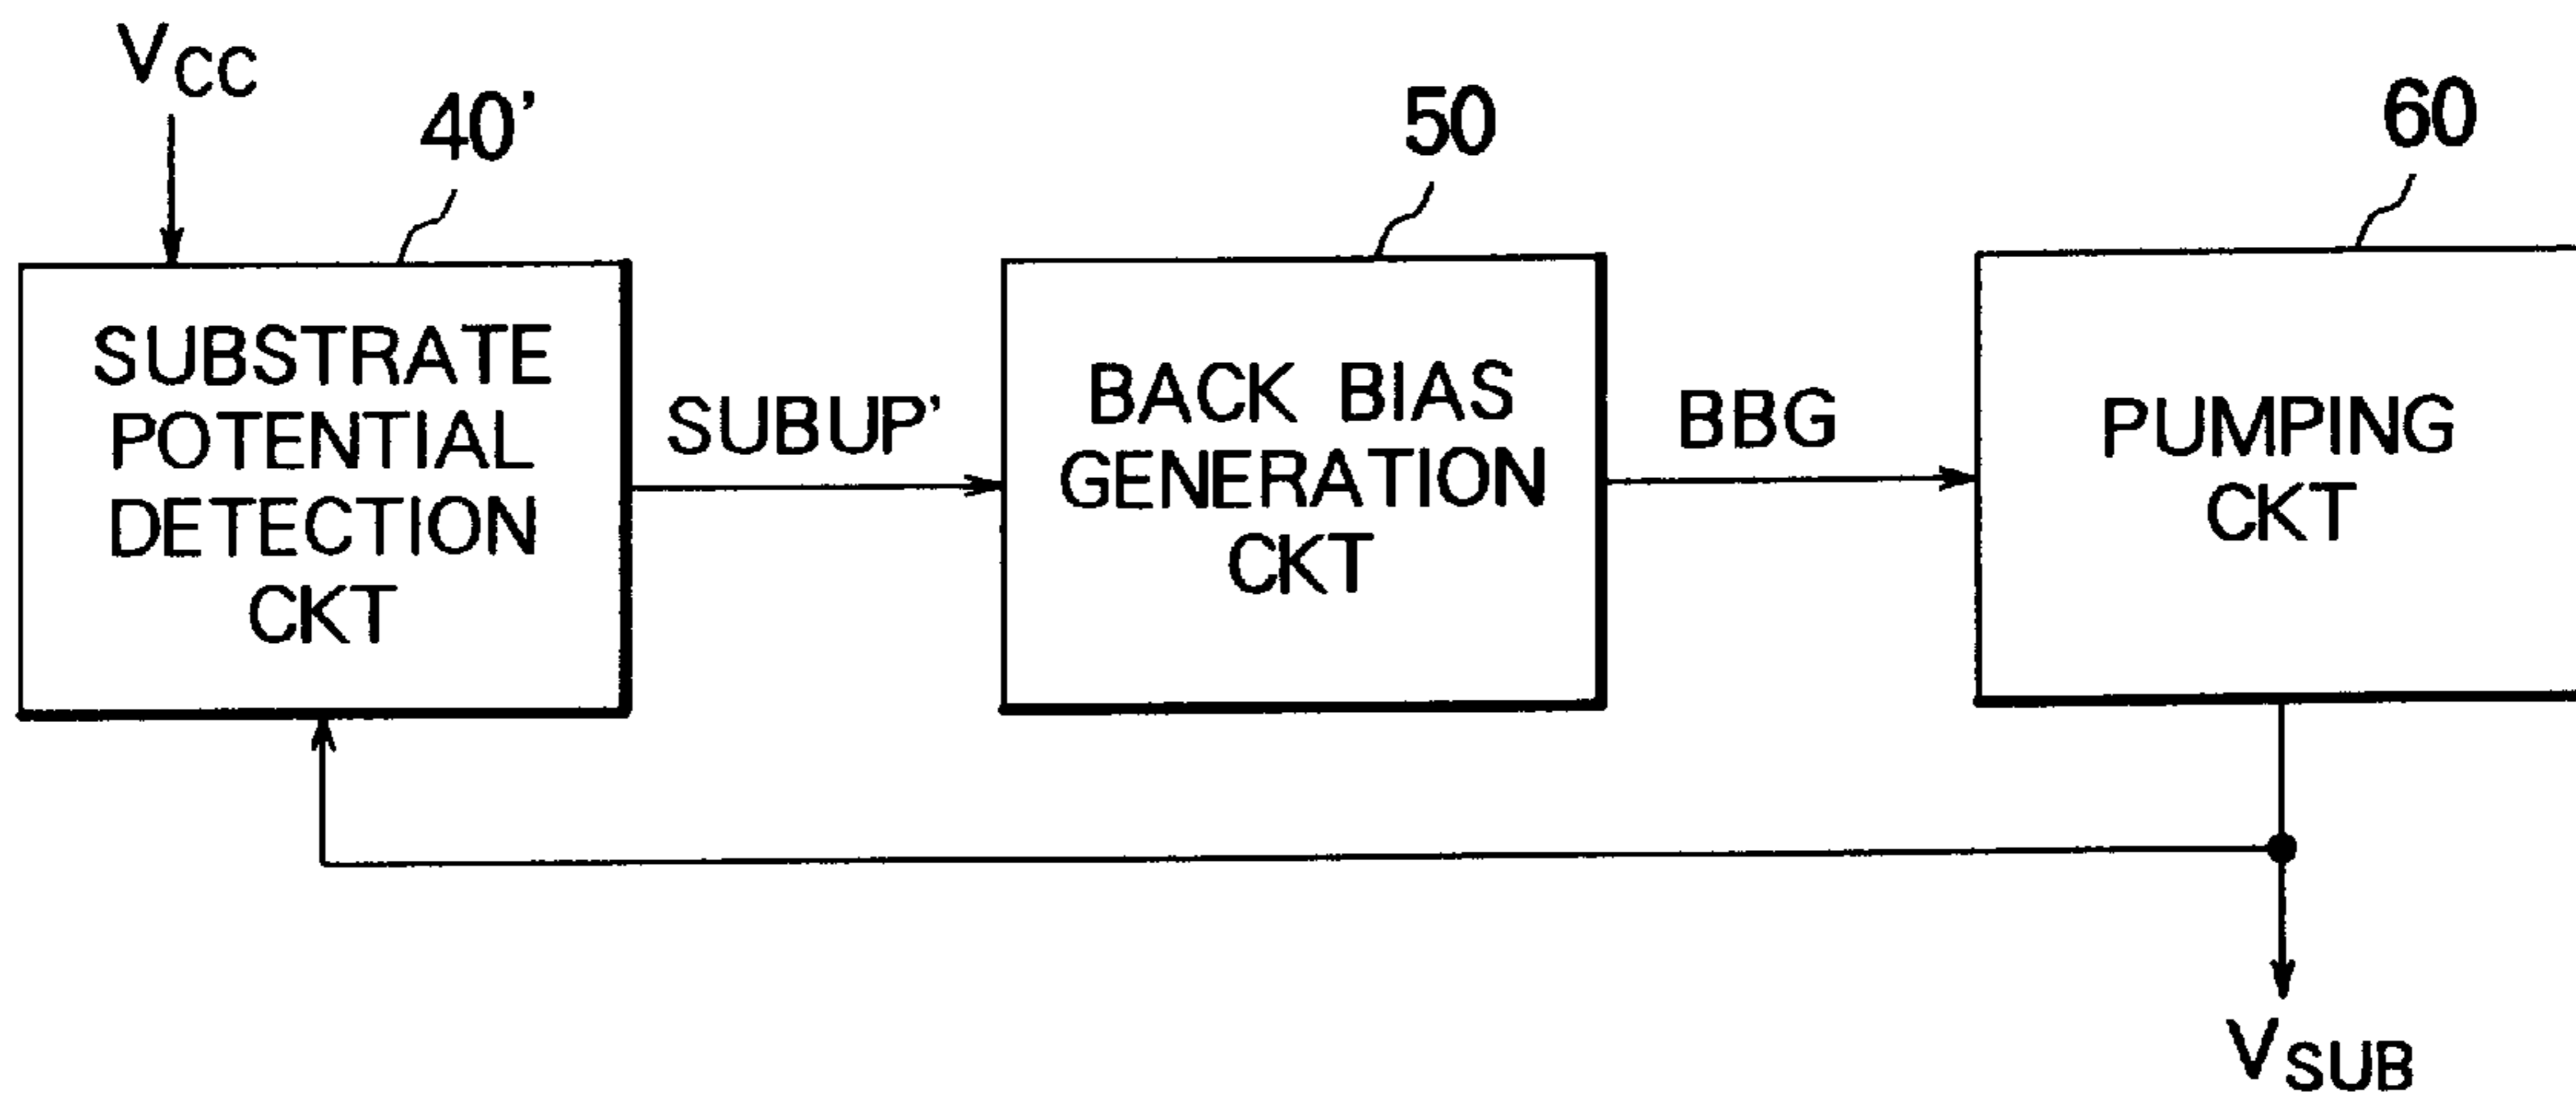 VCC
40'
50
60
SUBSTRATE
POTENTIAL
DETECTION
CKT
SUBUP'
BACK BIAS
GENERATION
CKT
BBG
PUMPING
CKT
VSUB